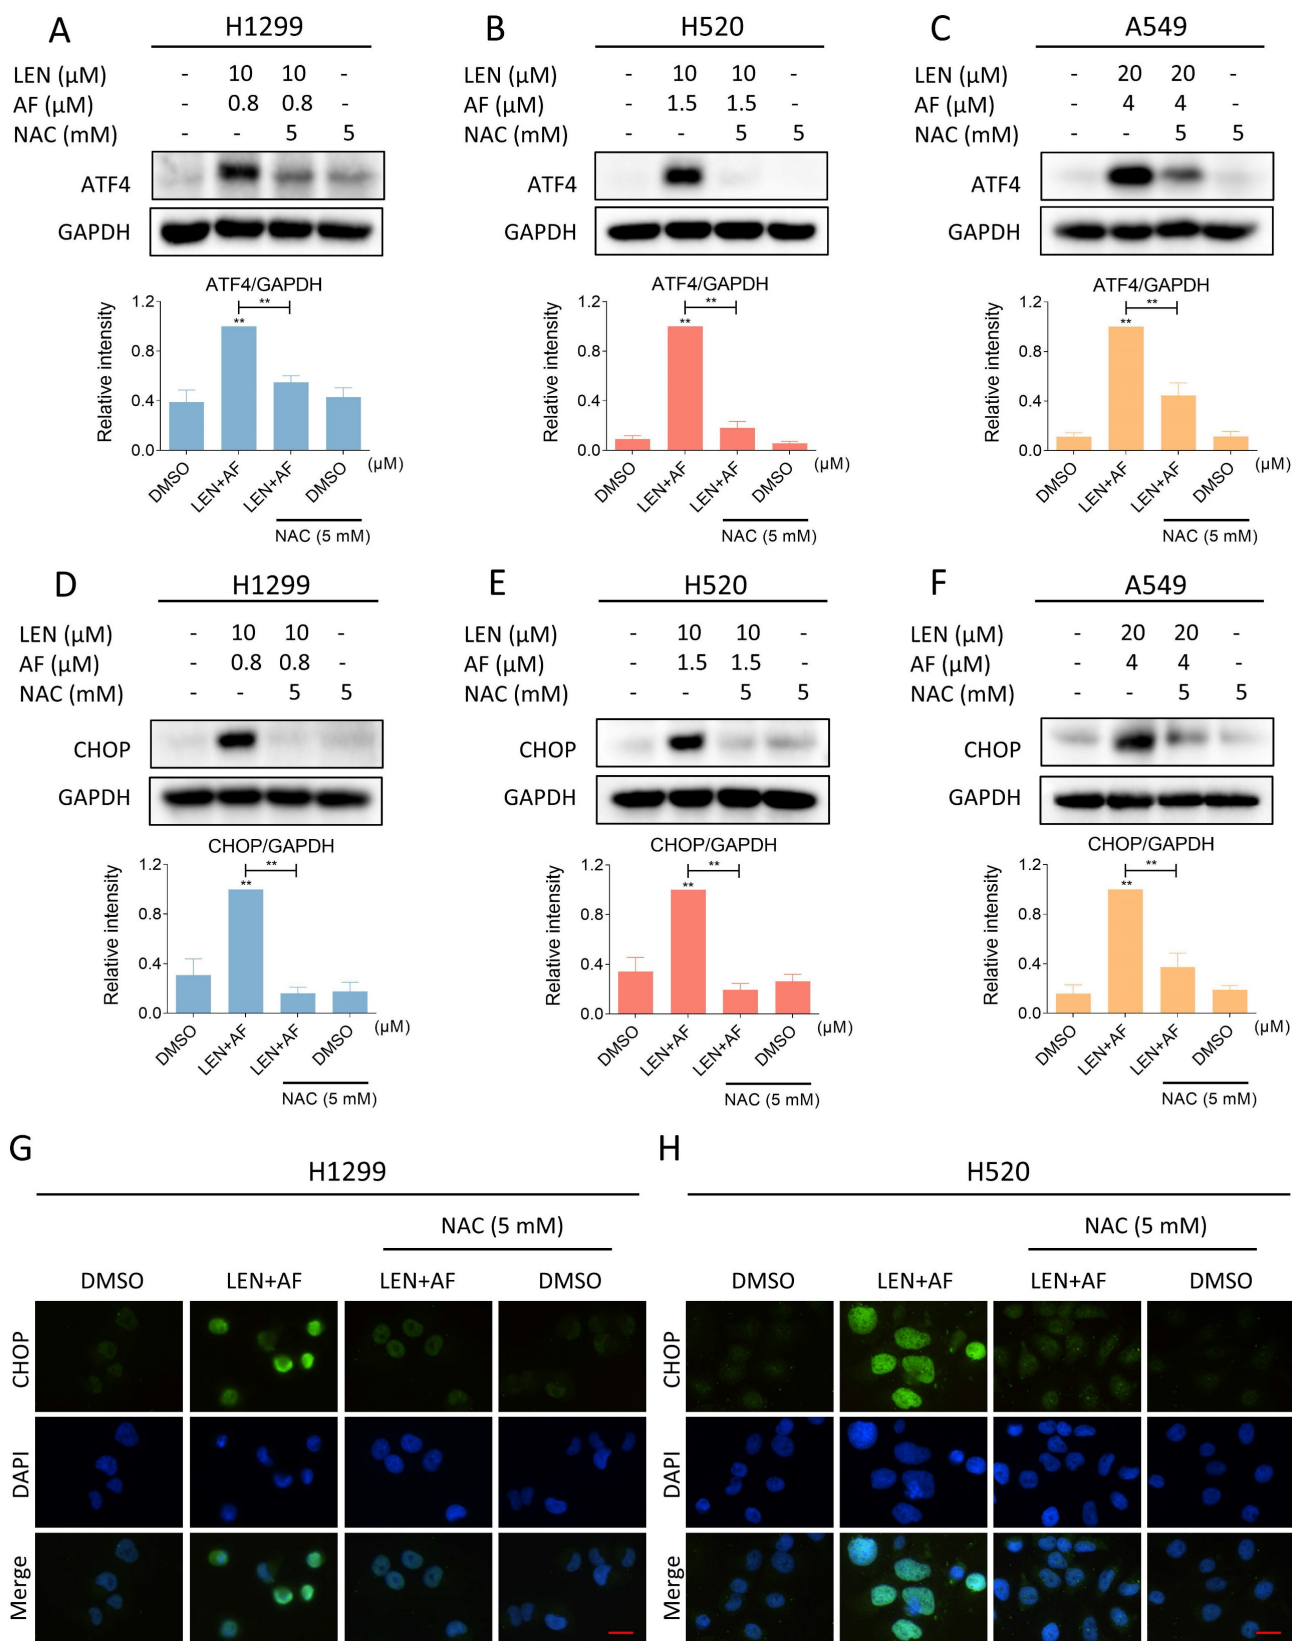 A
H1299
LEN (μM) - 10 10 -
AF (μM) - 0.8 0.8 -
NAC (mM) - - 5 5
ATF4
GAPDH
ATF4/GAPDH
Relative intensity
1.2
0.8
0.4
0.0
**
**
DMSO LEN+AF LEN+AF DMSO (μM)
NAC (5 mM)
B
H520
LEN (μM) - 10 10 -
AF (μM) - 1.5 1.5 -
NAC (mM) - - 5 5
ATF4
GAPDH
ATF4/GAPDH
Relative intensity
1.2
0.8
0.4
0.0
**
**
DMSO LEN+AF LEN+AF DMSO (μM)
NAC (5 mM)
C
A549
LEN (μM) - 20 20 -
AF (μM) - 4 4 -
NAC (mM) - - 5 5
ATF4
GAPDH
ATF4/GAPDH
Relative intensity
1.2
0.8
0.4
0.0
**
**
DMSO LEN+AF LEN+AF DMSO (μM)
NAC (5 mM)
D
H1299
LEN (μM) - 10 10 -
AF (μM) - 0.8 0.8 -
NAC (mM) - - 5 5
CHOP
GAPDH
CHOP/GAPDH
Relative intensity
1.2
0.8
0.4
0.0
**
**
DMSO LEN+AF LEN+AF DMSO (μM)
NAC (5 mM)
E
H520
LEN (μM) - 10 10 -
AF (μM) - 1.5 1.5 -
NAC (mM) - - 5 5
CHOP
GAPDH
CHOP/GAPDH
Relative intensity
1.2
0.8
0.4
0.0
**
**
DMSO LEN+AF LEN+AF DMSO (μM)
NAC (5 mM)
F
A549
LEN (μM) - 20 20 -
AF (μM) - 4 4 -
NAC (mM) - - 5 5
CHOP
GAPDH
CHOP/GAPDH
Relative intensity
1.2
0.8
0.4
0.0
**
**
DMSO LEN+AF LEN+AF DMSO (μM)
NAC (5 mM)
G
H1299
NAC (5 mM)
DMSO LEN+AF LEN+AF DMSO
CHOP
DAPI
Merge
H
H520
NAC (5 mM)
DMSO LEN+AF LEN+AF DMSO
CHOP
DAPI
Merge